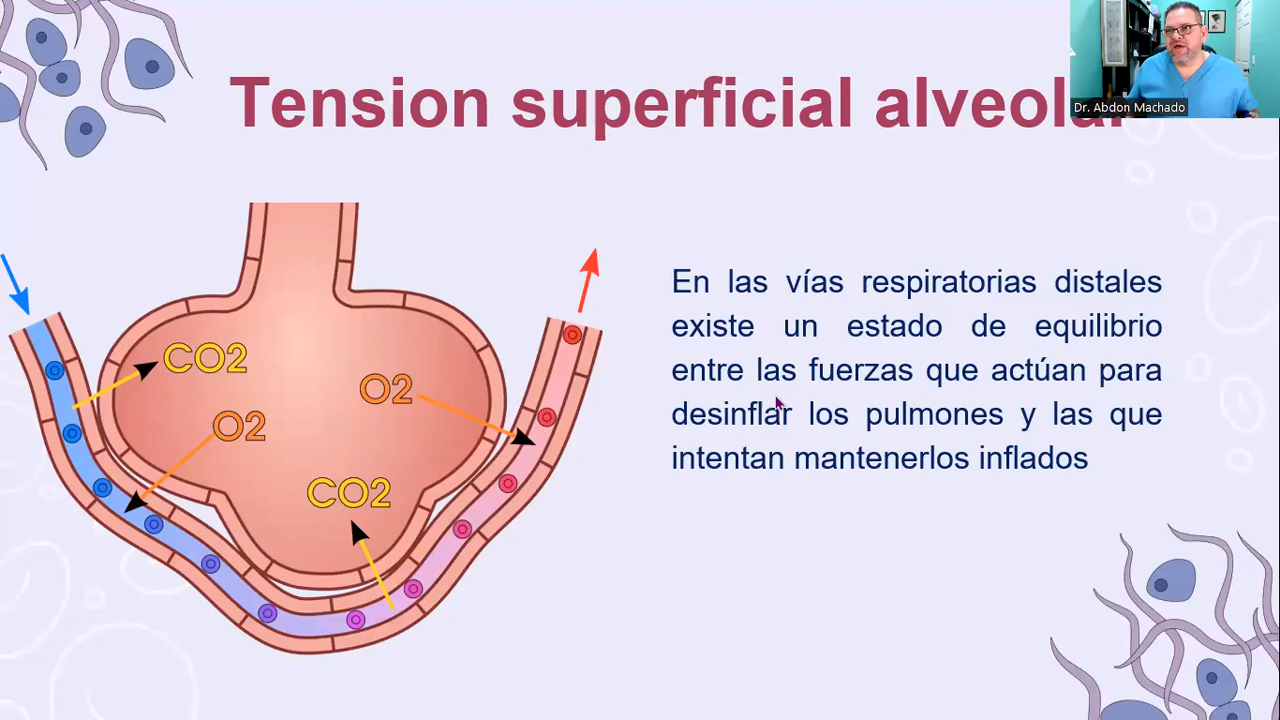 Tension superficial alveolar
Dr. Abdon Machado
En las vías respiratorias distales
existe un estado de equilibrio
entre las fuerzas que actúan para
desinflar los pulmones y las que
intentan mantenerlos inflados
CO2
O2
O2
CO2